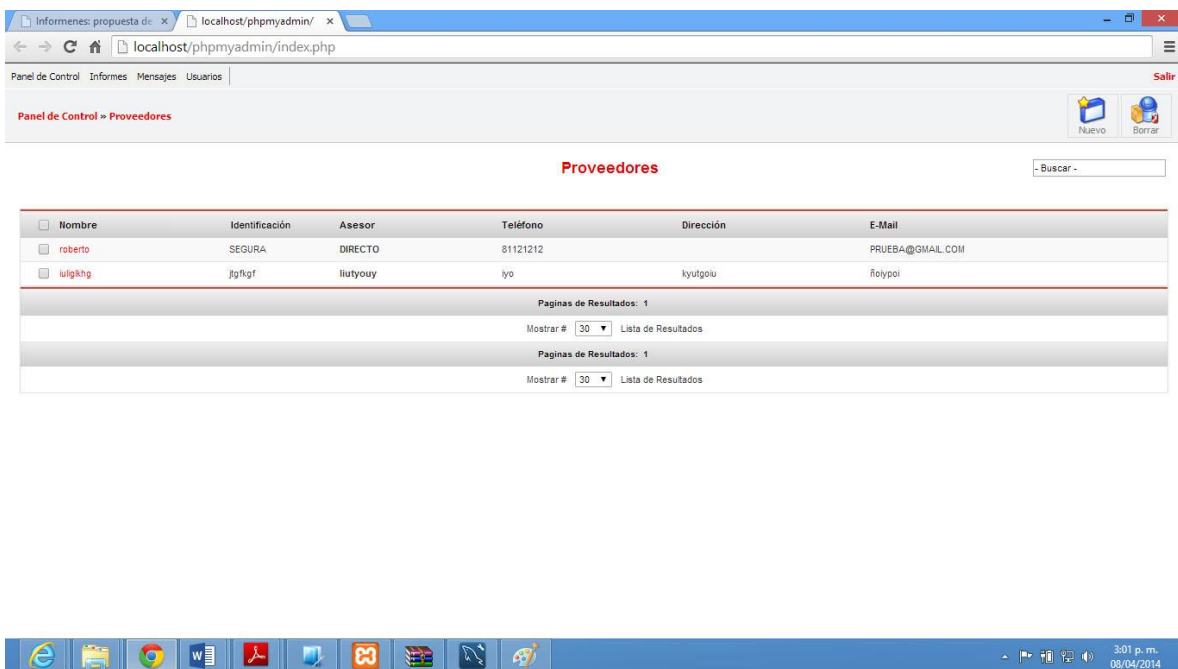 Informenes: propuesta de
localhost/phpmyadmin/
localhost/phpmyadmin/index.php
Panel de Control Informes Mensajes Usuarios
Salir
Panel de Control » Proveedores
Nuevo Borrar
Proveedores
- Buscar -
Nombre Identificación Asesor Teléfono Dirección E-Mail
roberto SEGURA DIRECTO 81121212 PRUEBA@GMAIL.COM
iuligikhg jtgfkgf liutyouy iyo kyutgoiu ñoiypoi
Paginas de Resultados: 1
Mostrar # 30 Lista de Resultados
Paginas de Resultados: 1
Mostrar # 30 Lista de Resultados
3:01 p. m.
08/04/2014